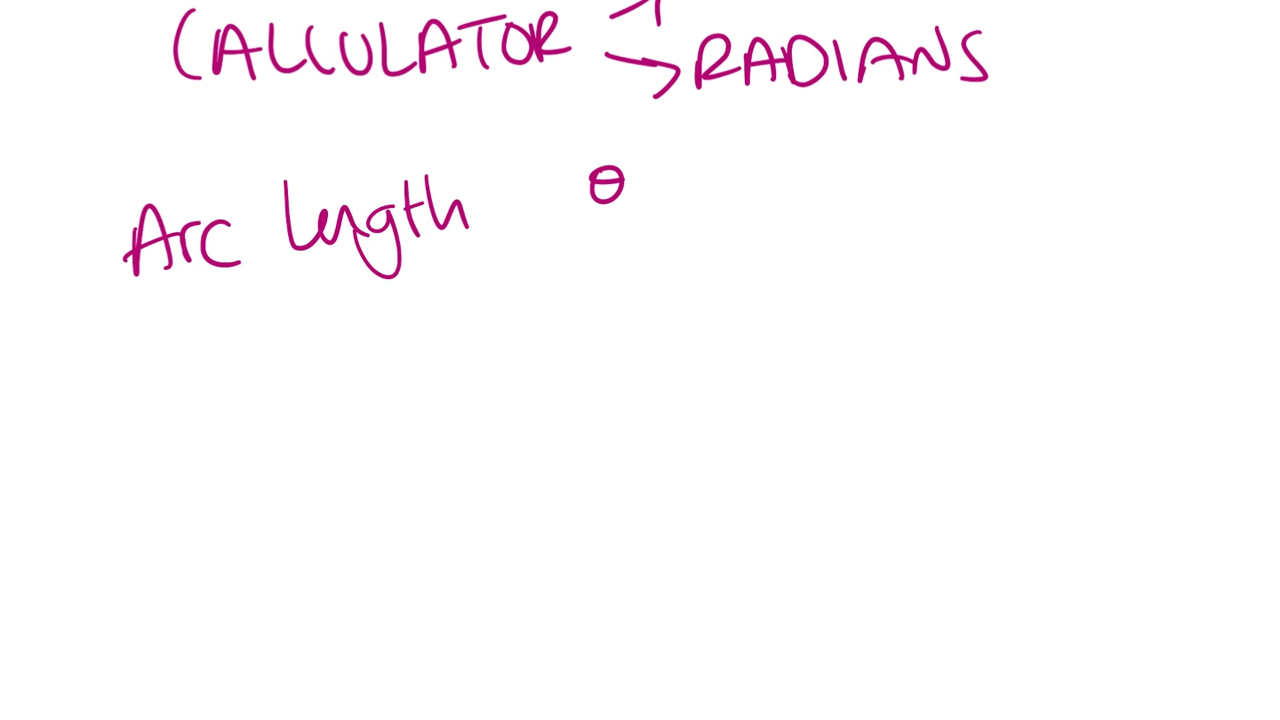 CALCULATOR → RADIANS
Arc length θ